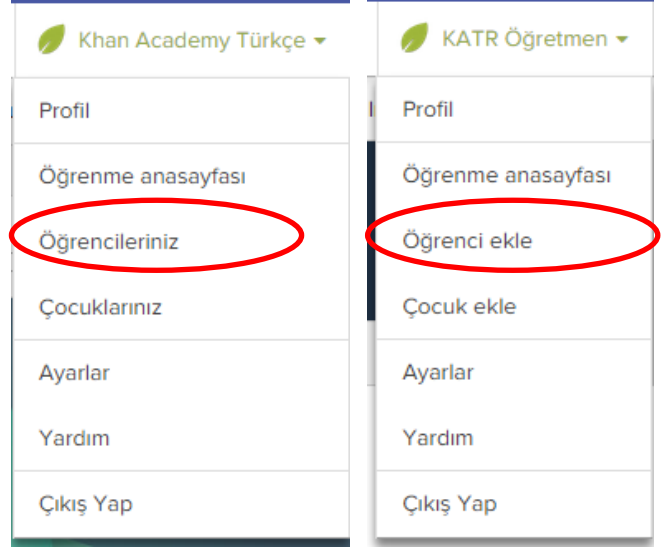 Khan Academy Türkçe
Profil
Öğrenme anasayfası
Öğrencileriniz
Çocuklarınız
Ayarlar
Yardım
Çıkış Yap
KATR Öğretmen
Profil
Öğrenme anasayfası
Öğrenci ekle
Çocuk ekle
Ayarlar
Yardım
Çıkış Yap